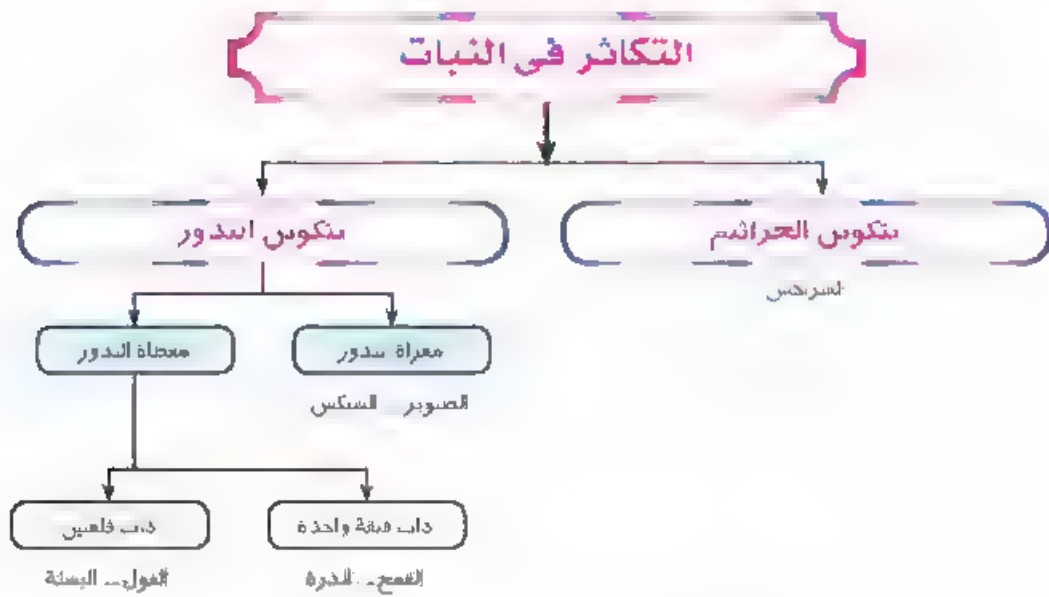 التكاثر فى النبات
بتكوين الجراثيم
بتكوين البذور
السرخس
معراة البذور
مغطاة البذور
الصنوبر - السيكس
ذات فلقة واحدة
ذات فلقتين
القمح - الذرة
الفول - البسلة